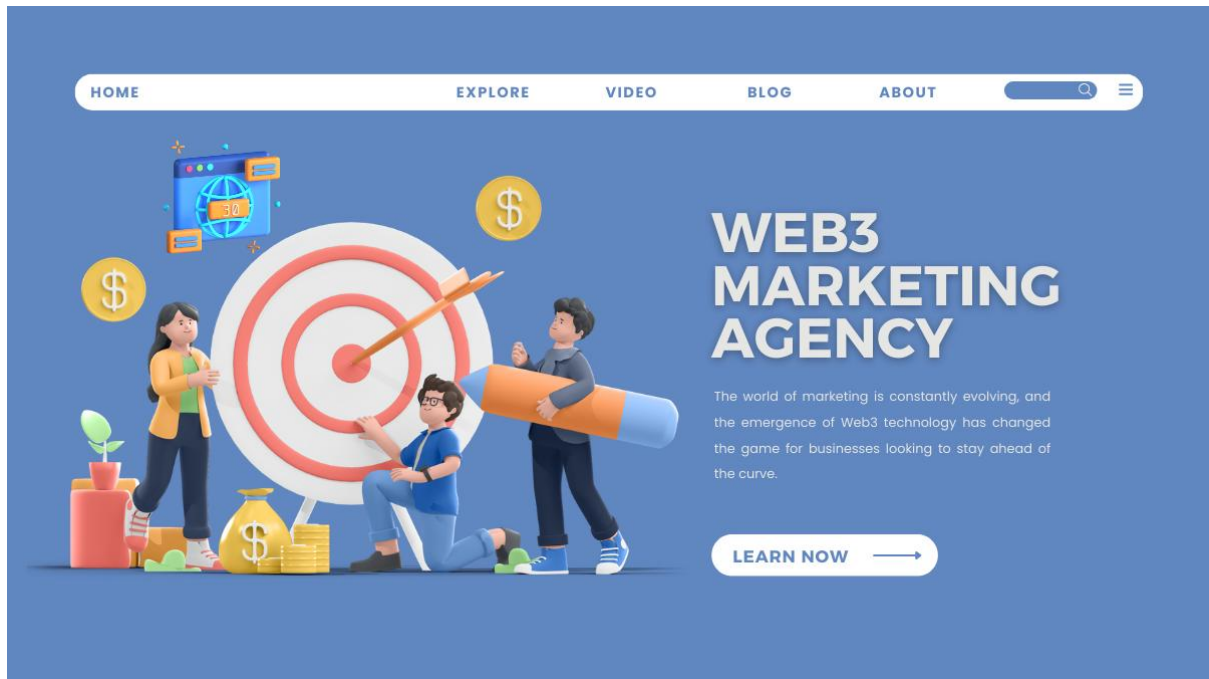 HOME EXPLORE VIDEO BLOG ABOUT
30
$
$
WEB3
MARKETING
AGENCY
The world of marketing is constantly evolving, and
the emergence of Web3 technology has changed
the game for businesses looking to stay ahead of
the curve.
$
LEARN NOW